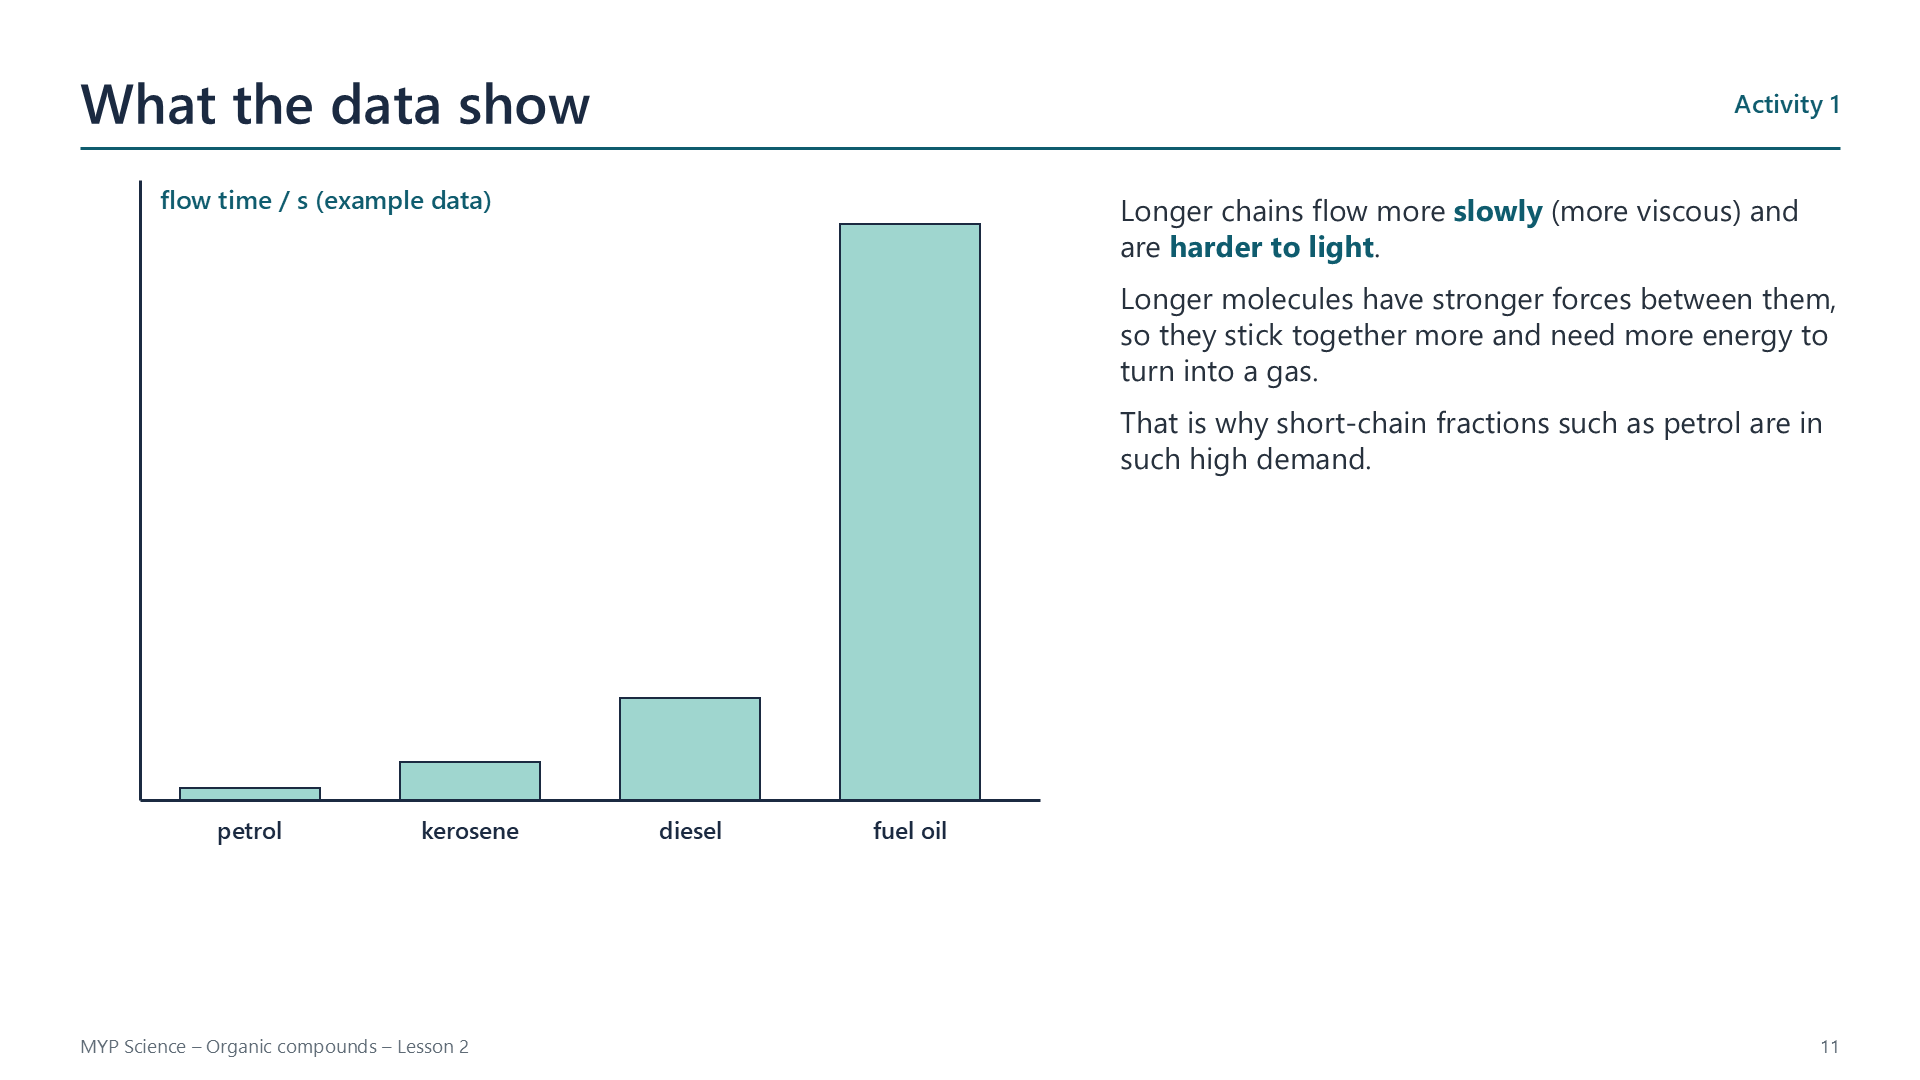 What the data show
Activity 1
flow time / s (example data)
petrol
kerosene
diesel
fuel oil
Longer chains flow more slowly (more viscous) and
are harder to light.
Longer molecules have stronger forces between them,
so they stick together more and need more energy to
turn into a gas.
That is why short-chain fractions such as petrol are in
such high demand.
MYP Science – Organic compounds – Lesson 2
11